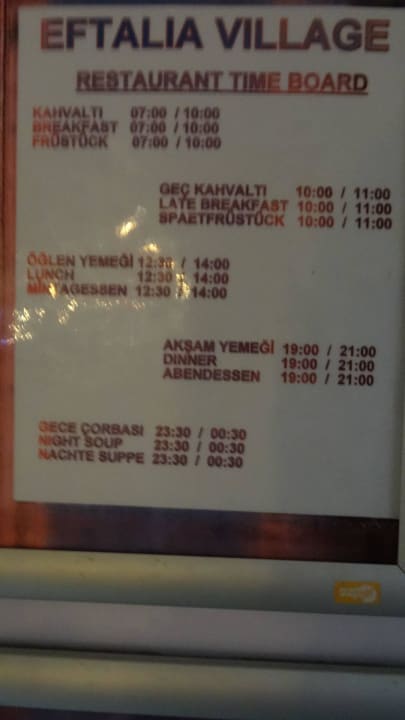 EFTALIA VILLAGE
RESTAURANT TIME BOARD
KAHVALTI 07:00 / 10:00
BREAKFAST 07:00 / 10:00
FRÜSTÜCK 07:00 / 10:00
GEÇ KAHVALTI 10:00 / 11:00
LATE BREAKFAST 10:00 / 11:00
SPAETFRÜSTÜCK 10:00 / 11:00
ÖĞLEN YEMEĞİ 12:30 / 14:00
LUNCH 12:30 / 14:00
MITTAGESSEN 12:30 / 14:00
AKŞAM YEMEĞİ 19:00 / 21:00
DINNER 19:00 / 21:00
ABENDESSEN 19:00 / 21:00
GECE ÇORBASI 23:30 / 00:30
NIGHT SOUP 23:30 / 00:30
NACHTE SUPPE 23:30 / 00:30